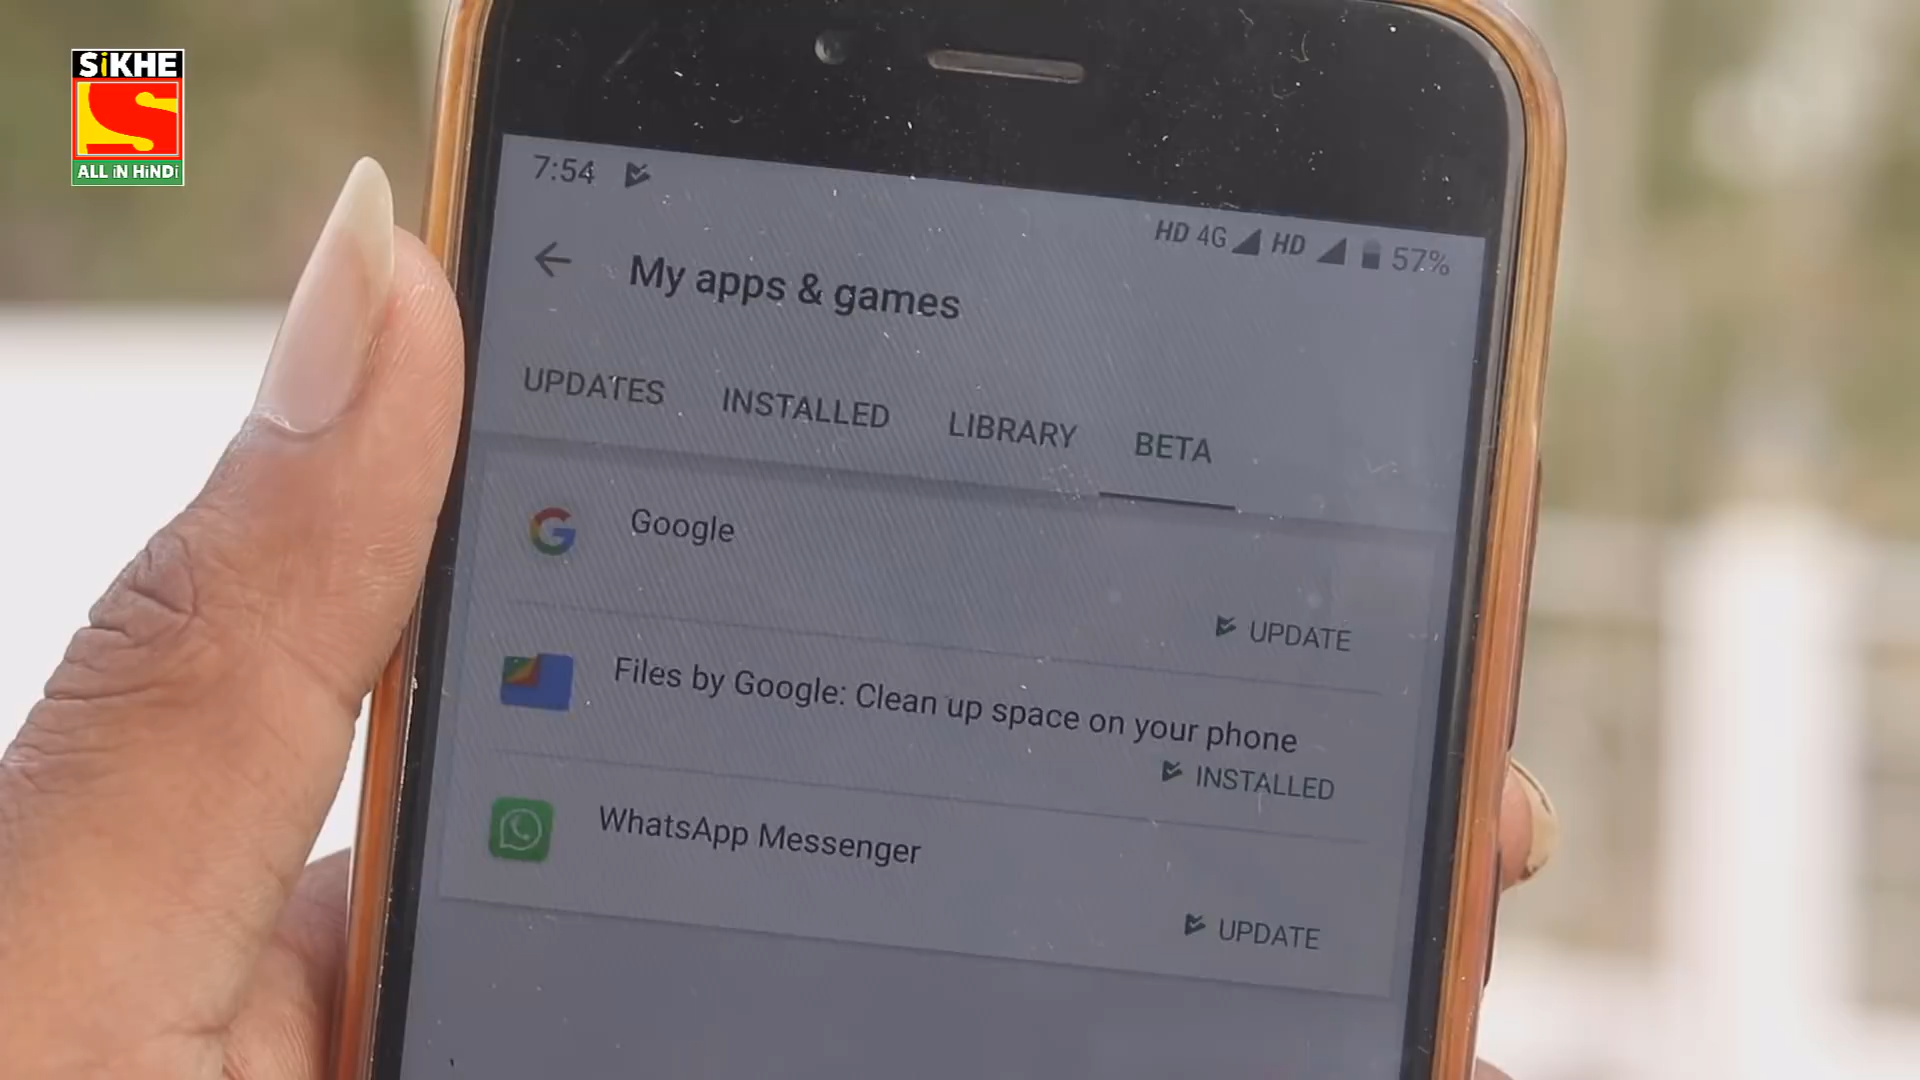 SiKHE
ALL iN HiNDi
7:54
HD 4G HD 57%
My apps & games
UPDATES INSTALLED LIBRARY BETA
Google
UPDATE
Files by Google: Clean up space on your phone
INSTALLED
WhatsApp Messenger
UPDATE